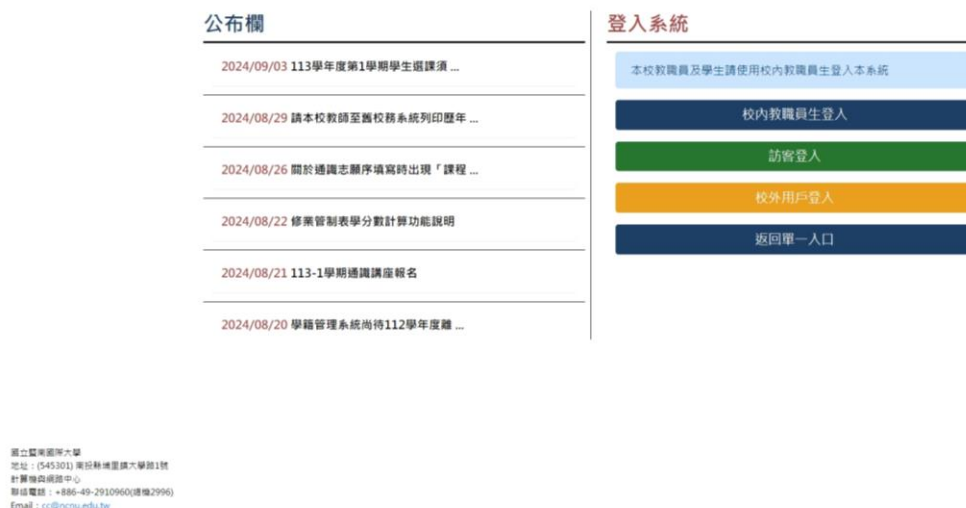 公布欄
2024/09/03 113學年度第1學期學生選課須 ...
2024/08/29 請本校教師至舊校務系統列印歷年 ...
2024/08/26 關於通識志願序填寫時出現「課程 ...
2024/08/22 修業管制表學分數計算功能說明
2024/08/21 113-1學期通識講座報名
2024/08/20 學籍管理系統尚待112學年度離 ...
登入系統
本校教職員及學生請使用校內教職員生登入本系統
校內教職員生登入
訪客登入
校外用戶登入
返回單一入口
國立暨南國際大學
地址：(545301) 南投縣埔里鎮大學路1號
計算機與網路中心
聯絡電話：+886-49-2910960(總機2996)
Email：cc@ncnu.edu.tw